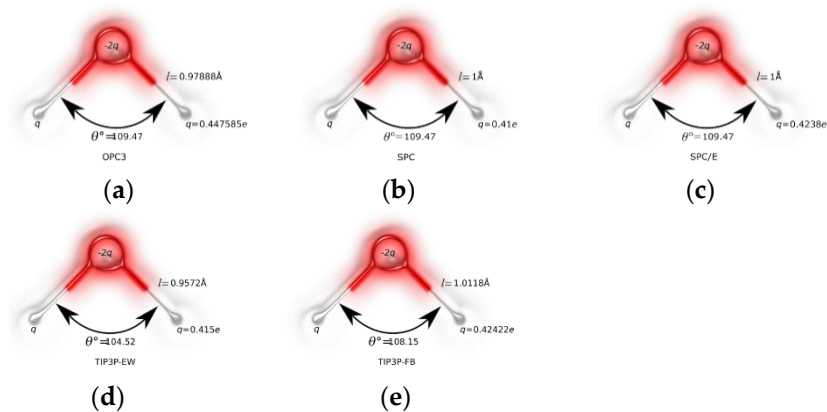 -2q
l=0.97888Å
q
θ°=109.47
q=0.447585e
OPC3
(a)
-2q
l=1Å
q
θ°=109.47
q=0.41e
SPC
(b)
-2q
l=1Å
q
θ°=109.47
q=0.4238e
SPC/E
(c)
-2q
l=0.9572Å
q
θ°=104.52
q=0.415e
TIP3P-EW
(d)
-2q
l=1.0118Å
q
θ°=108.15
q=0.42422e
TIP3P-FB
(e)